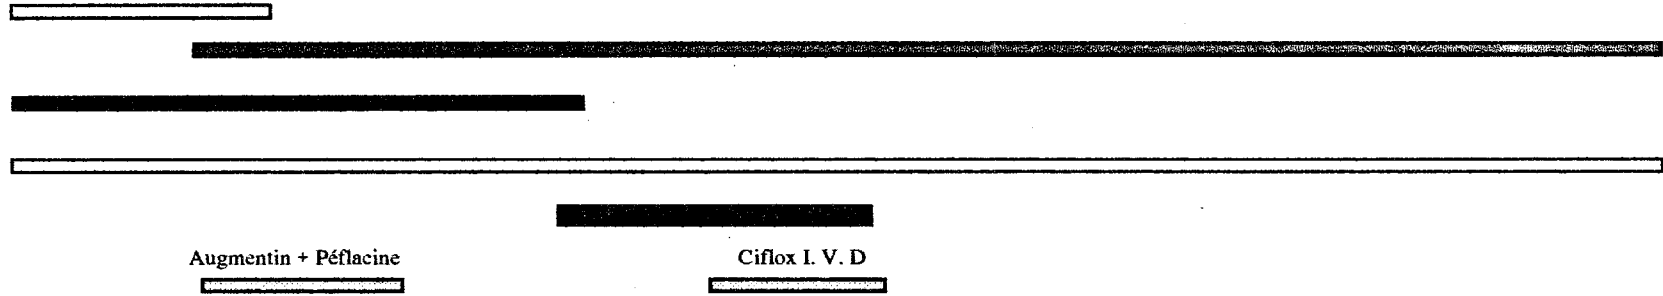 Augmentin + Péflacine
Ciflox I. V. D